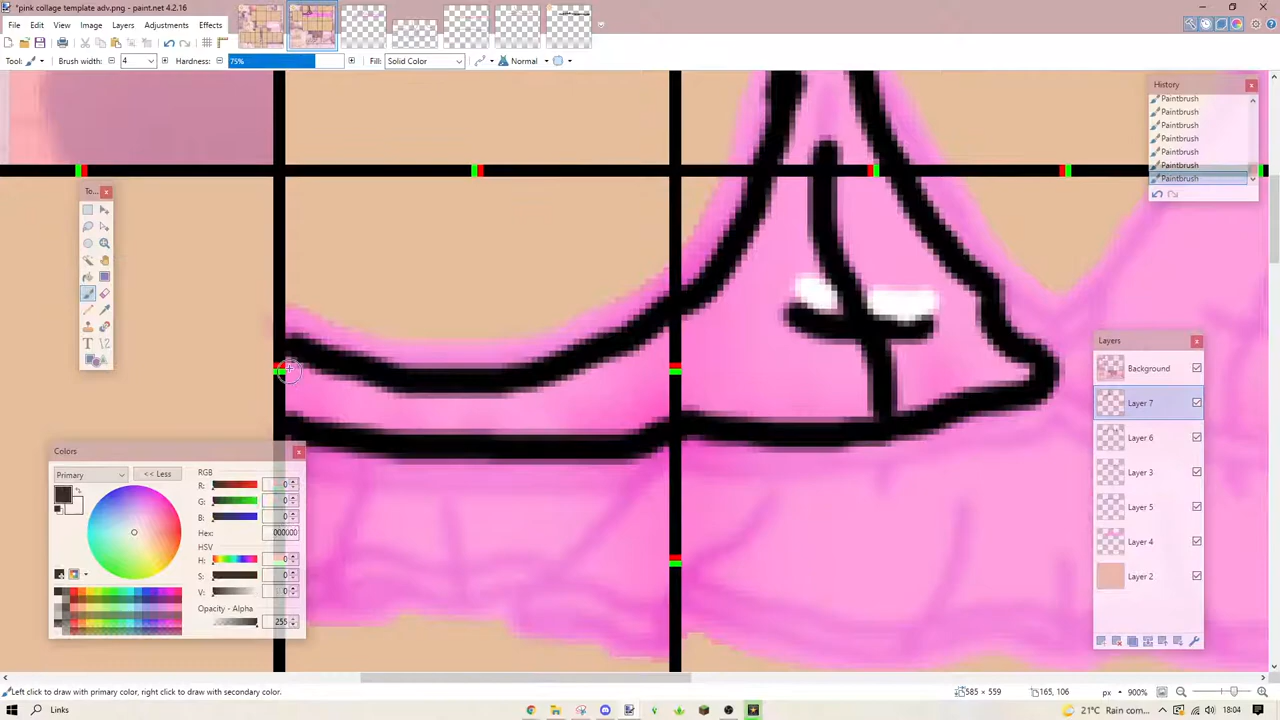 *pink collage template adv.png - paint.net 4.2.16
File Edit View Image Layers Adjustments Effects
Tool: Brush width: 4 Hardness: 75% Fill: Solid Color Normal
History
Paintbrush
Paintbrush
Paintbrush
Paintbrush
Paintbrush
Paintbrush
Paintbrush
To...
T
Layers
Background
Layer 7
Layer 6
Layer 3
Layer 5
Layer 4
Layer 2
Colors
Primary << Less
RGB
R: 0
G: 0
B: 0
Hex: 000000
HSV
H: 0
S: 0
V: 0
Opacity - Alpha
255
Left click to draw with primary color, right click to draw with secondary color.
585 × 559 165, 106 px 900%
Links 21°C Rain com... 18:04